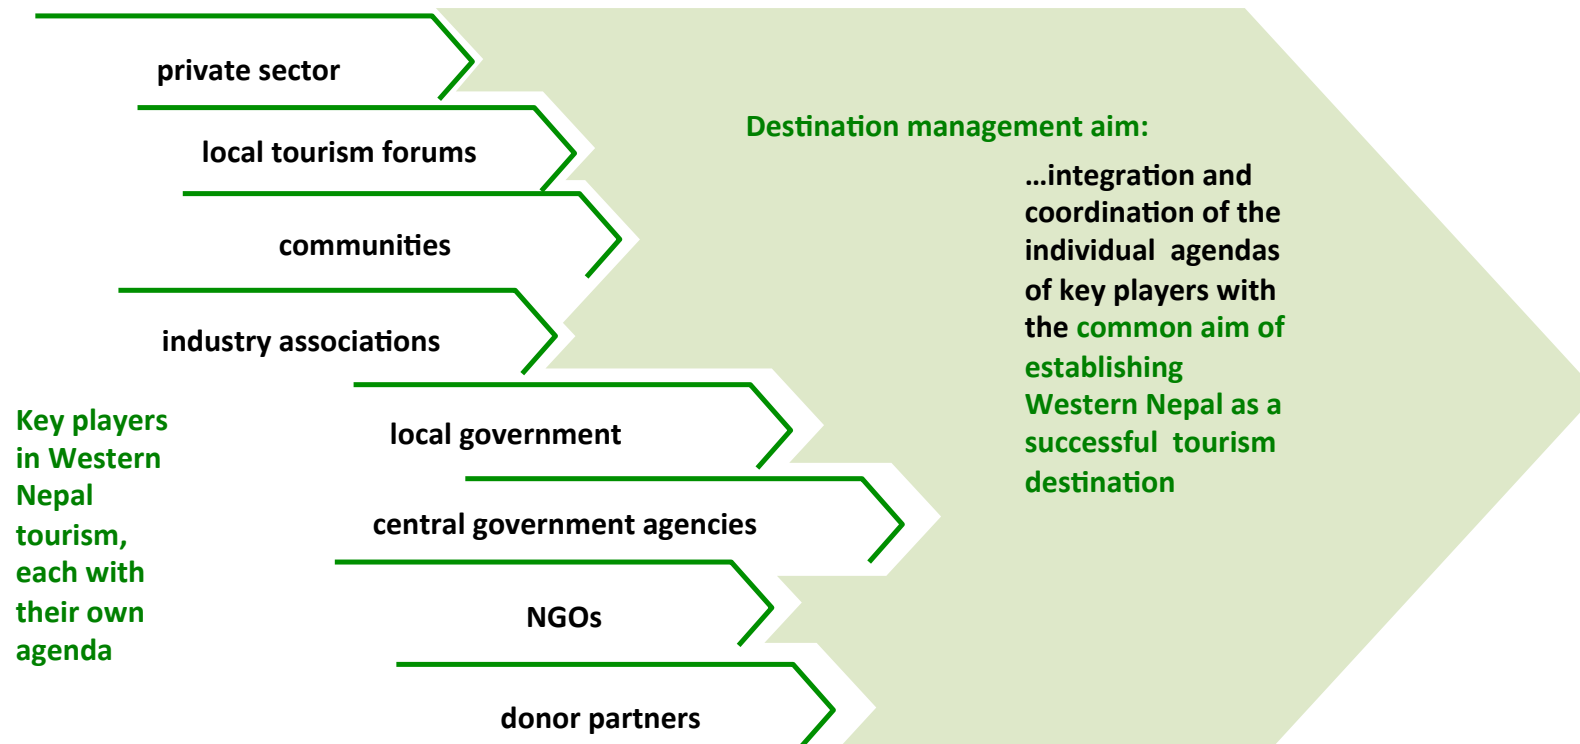 private sector
local tourism forums
communities
industry associations
local government
central government agencies
NGOs
donor partners
Key players
in Western
Nepal
tourism,
each with
their own
agenda
Destination management aim:
...integration and
coordination of the
individual agendas
of key players with
the common aim of
establishing
Western Nepal as a
successful tourism
destination